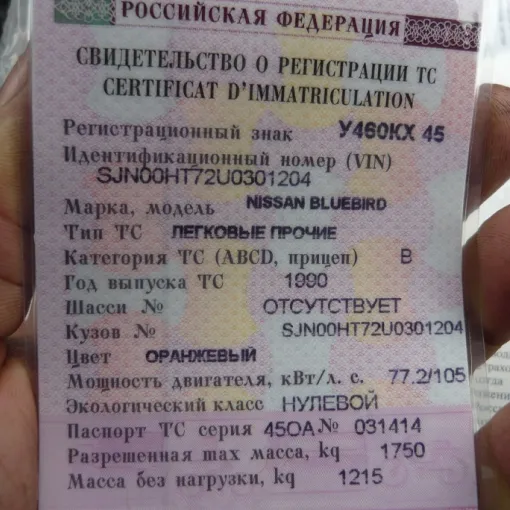 РОССИЙСКАЯ ФЕДЕРАЦИЯ
СВИДЕТЕЛЬСТВО О РЕГИСТРАЦИИ ТС
CERTIFICAT D'IMMATRICULATION
Регистрационный знак У460КХ 45
Идентификационный номер (VIN)
SJN00HT72U0301204
Марка, модель NISSAN BLUEBIRD
Тип ТС ЛЕГКОВЫЕ ПРОЧИЕ
Категория ТС (ABCD, прицеп) B
Год выпуска ТС 1990
Шасси № ОТСУТСТВУЕТ
Кузов № SJN00HT72U0301204
Цвет ОРАНЖЕВЫЙ
Мощность двигателя, кВт/л. с. 77.2/105
Экологический класс НУЛЕВОЙ
Паспорт ТС серия 45ОА № 031414
Разрешенная max масса, kg 1750
Масса без нагрузки, kg 1215